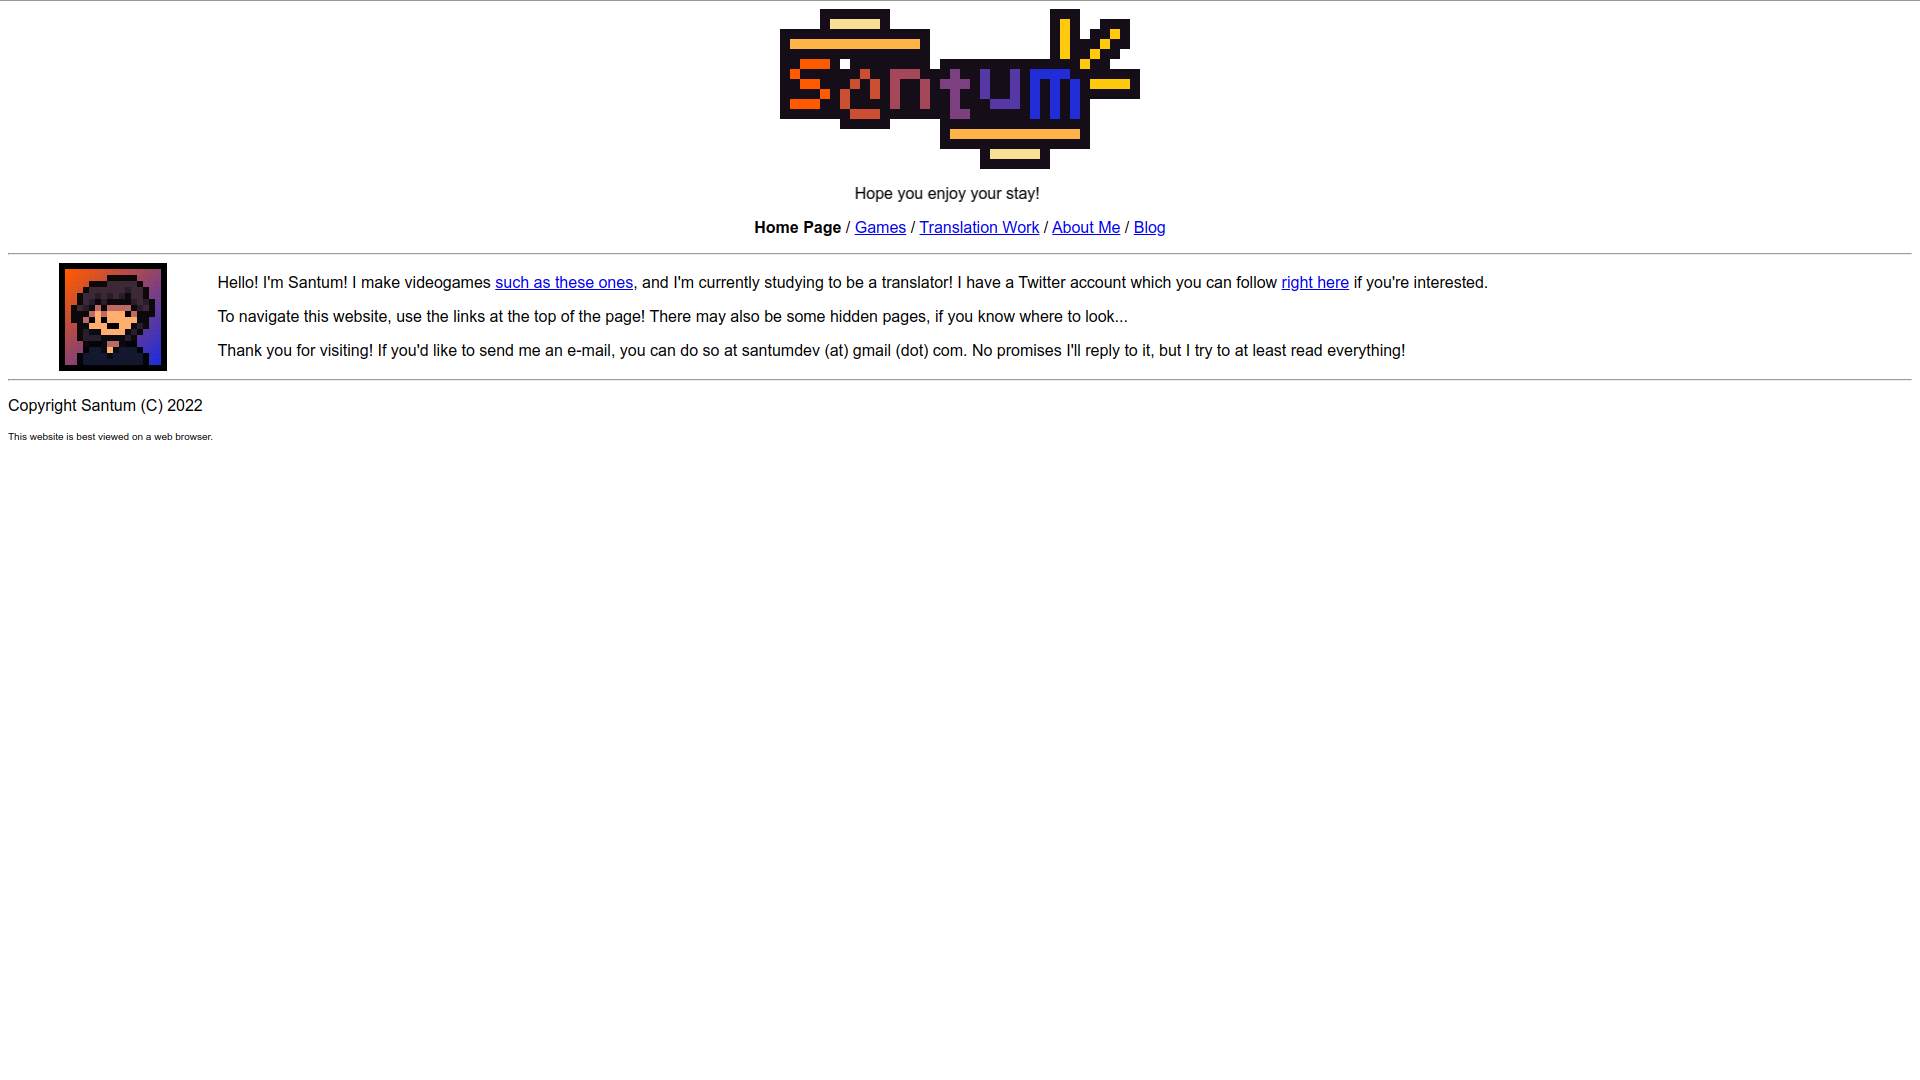 Santum
Hope you enjoy your stay!
Home Page / Games / Translation Work / About Me / Blog
Hello! I'm Santum! I make videogames such as these ones, and I'm currently studying to be a translator! I have a Twitter account which you can follow right here if you're interested.
To navigate this website, use the links at the top of the page! There may also be some hidden pages, if you know where to look...
Thank you for visiting! If you'd like to send me an e-mail, you can do so at santumdev (at) gmail (dot) com. No promises I'll reply to it, but I try to at least read everything!
Copyright Santum (C) 2022
This website is best viewed on a web browser.